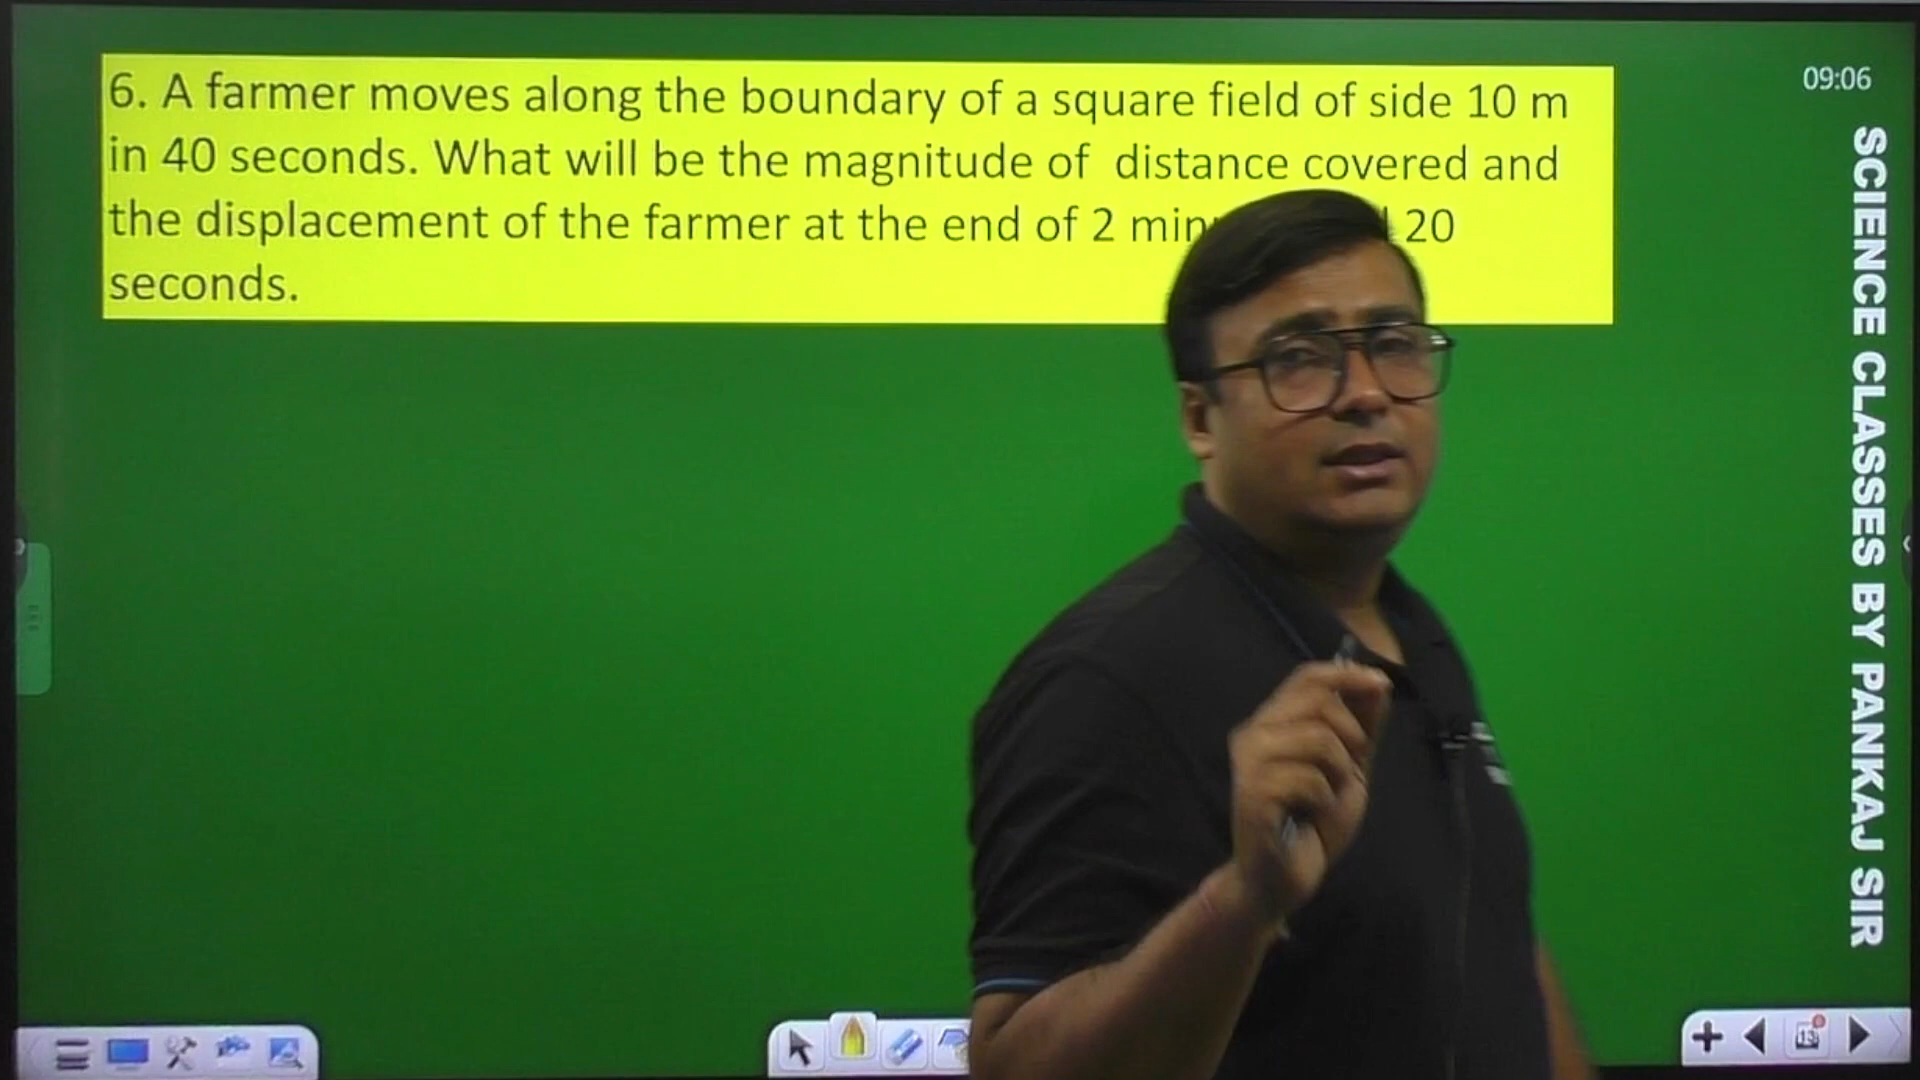 6. A farmer moves along the boundary of a square field of side 10 m
in 40 seconds. What will be the magnitude of  distance covered and
the displacement of the farmer at the end of 2 20
seconds.
09:06
SCIENCE CLASSES BY PANKAJ SIR